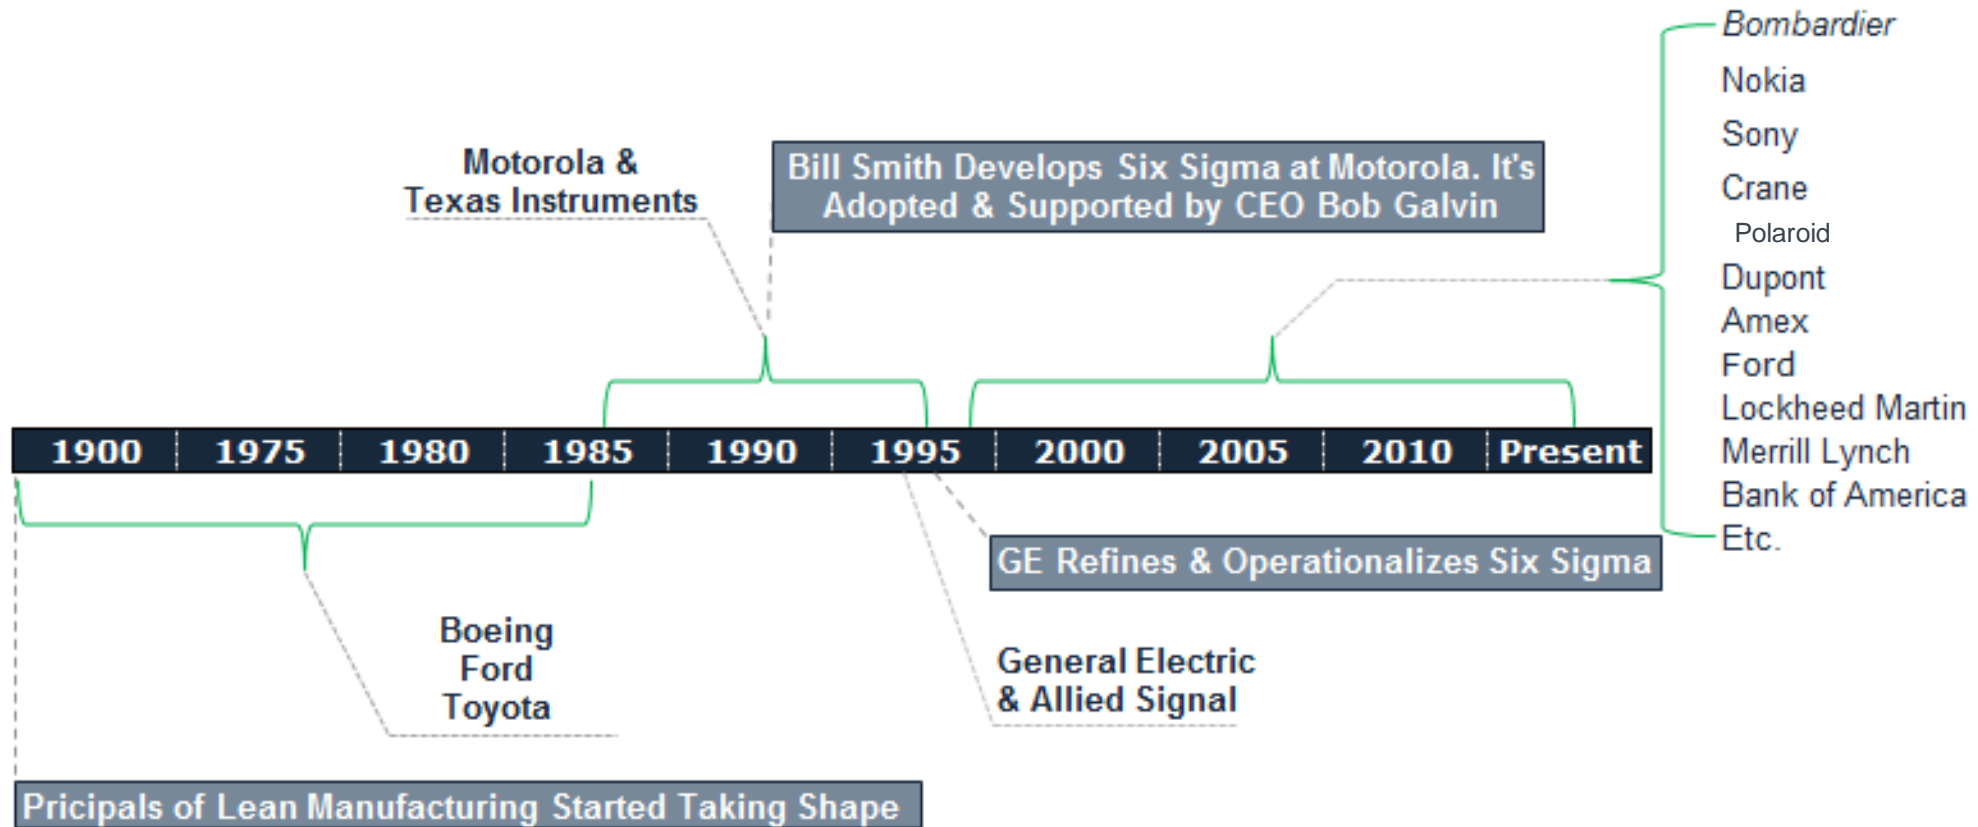 Bombardier
Nokia
Sony
Crane
Polaroid
Dupont
Amex
Ford
Lockheed Martin
Merrill Lynch
Bank of America
Etc.
Motorola &
Texas Instruments
Bill Smith Develops Six Sigma at Motorola. It's
Adopted & Supported by CEO Bob Galvin
1900 1975 1980 1985 1990 1995 2000 2005 2010 Present
GE Refines & Operationalizes Six Sigma
Boeing
Ford
Toyota
General Electric
& Allied Signal
Pricipals of Lean Manufacturing Started Taking Shape